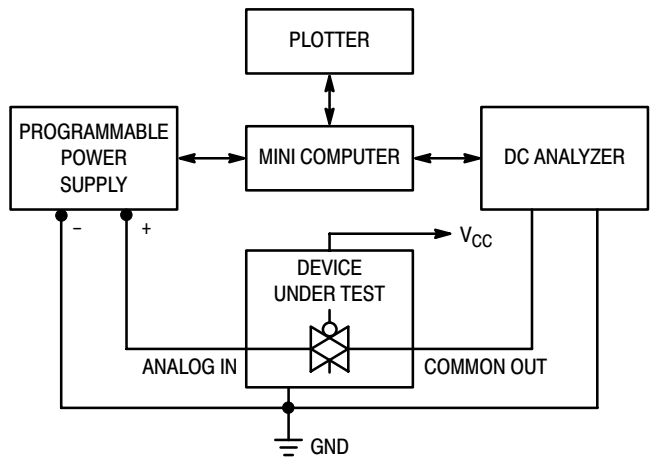 PLOTTER
PROGRAMMABLE
POWER
SUPPLY
MINI COMPUTER
DC ANALYZER
− +
VCC
DEVICE
UNDER TEST
ANALOG IN
COMMON OUT
GND